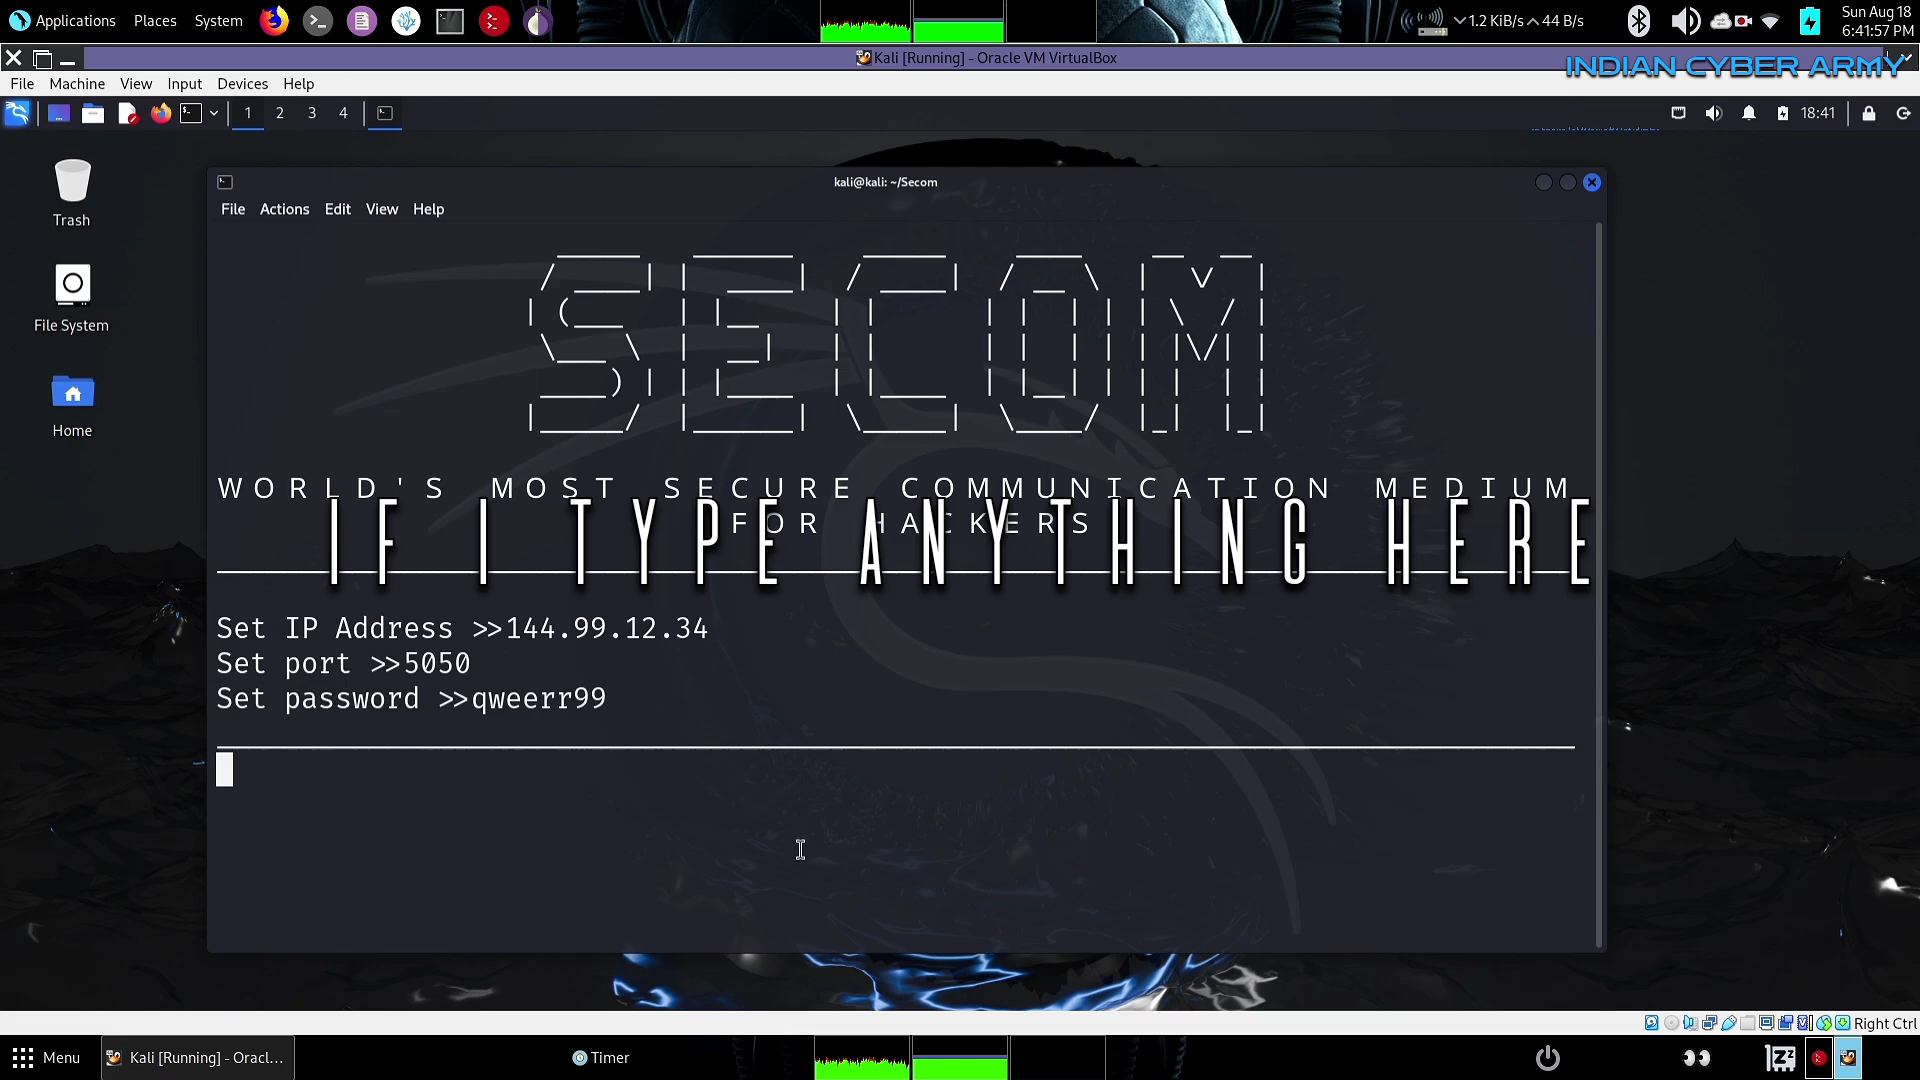 Applications Places System
1.2 KiB/s 44 B/s
Sun Aug 18
6:41:57 PM
Kali [Running] - Oracle VM VirtualBox
INDIAN CYBER ARMY
File Machine View Input Devices Help
1 2 3 4
18:41
Trash
File System
Home
kali@kali: ~/Secom
File Actions Edit View Help
SECOM
WORLD'S MOST SECURE COMMUNICATION MEDIUM
FOR HACKERS
IF I TYPE ANYTHING HERE
Set IP Address >>144.99.12.34
Set port >>5050
Set password >>qweerr99
Right Ctrl
Menu
Kali [Running] - Oracl...
Timer